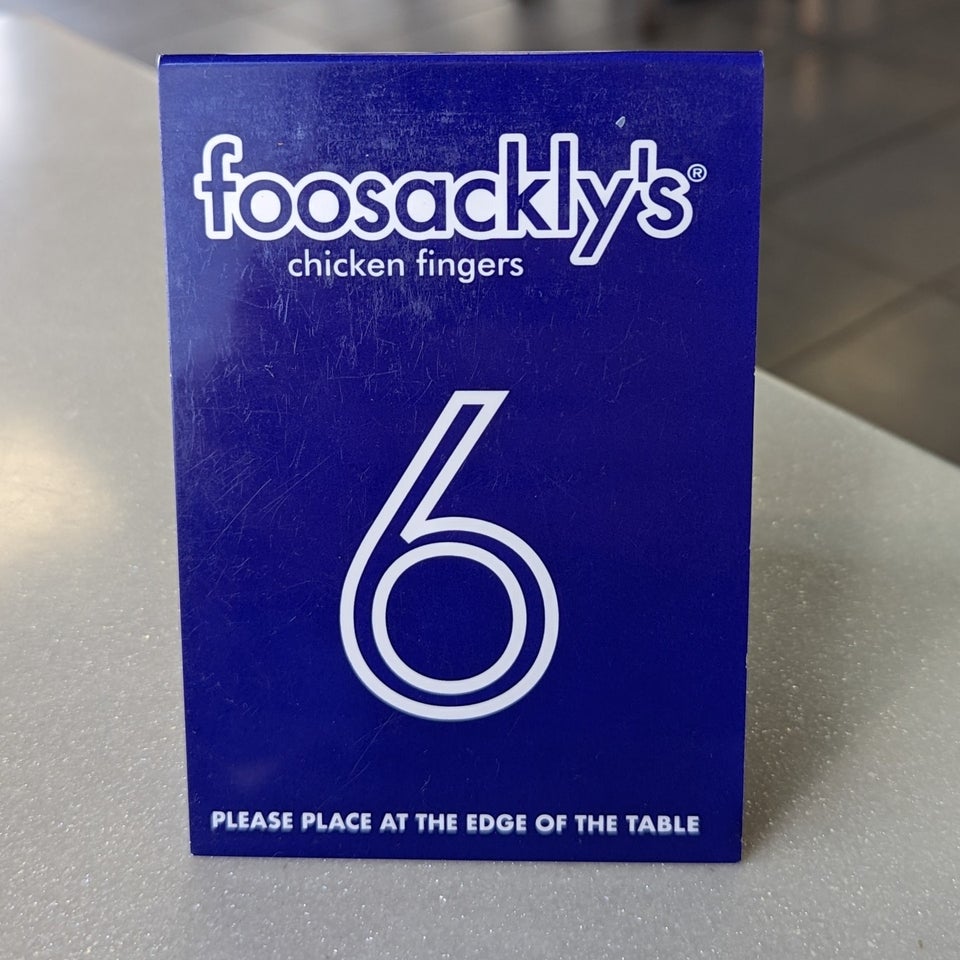 foosackly's®
chicken fingers
6
PLEASE PLACE AT THE EDGE OF THE TABLE